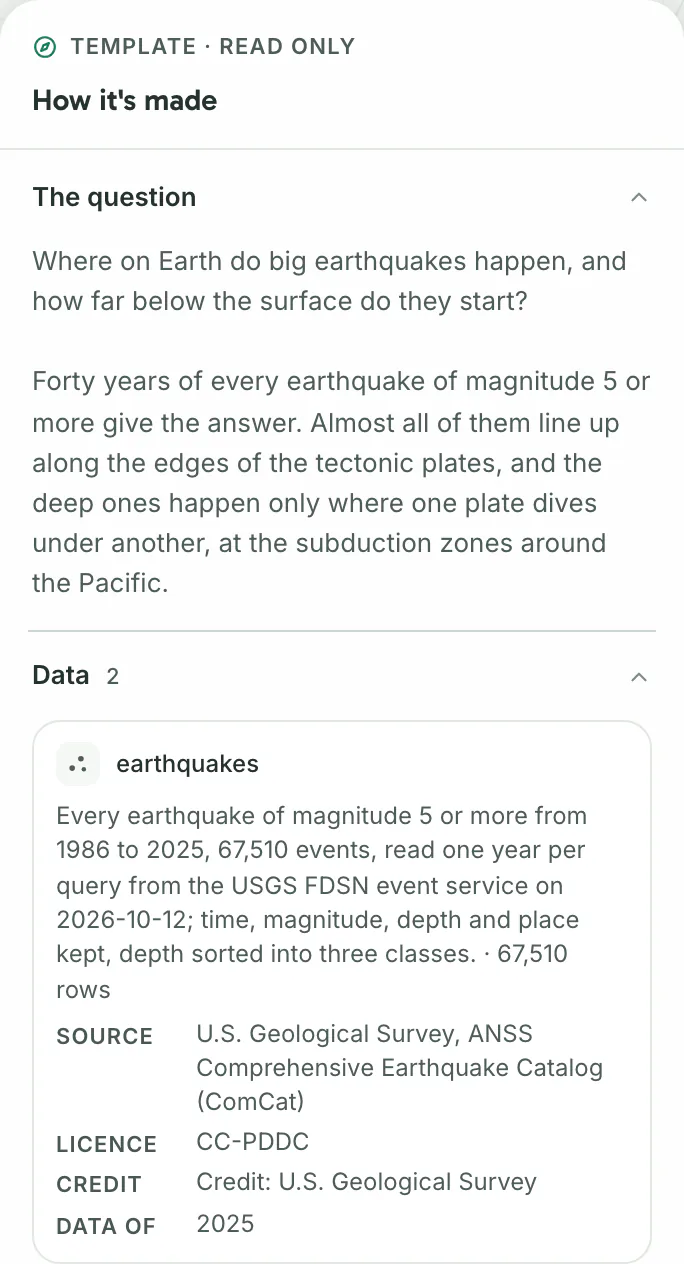 TEMPLATE · READ ONLY
How it's made
The question
Where on Earth do big earthquakes happen, and
how far below the surface do they start?
Forty years of every earthquake of magnitude 5 or
more give the answer. Almost all of them line up
along the edges of the tectonic plates, and the
deep ones happen only where one plate dives
under another, at the subduction zones around
the Pacific.
Data 2
earthquakes
Every earthquake of magnitude 5 or more from
1986 to 2025, 67,510 events, read one year per
query from the USGS FDSN event service on
2026-10-12; time, magnitude, depth and place
kept, depth sorted into three classes. · 67,510
rows
SOURCE U.S. Geological Survey, ANSS
Comprehensive Earthquake Catalog
(ComCat)
LICENCE CC-PDDC
CREDIT Credit: U.S. Geological Survey
DATA OF 2025